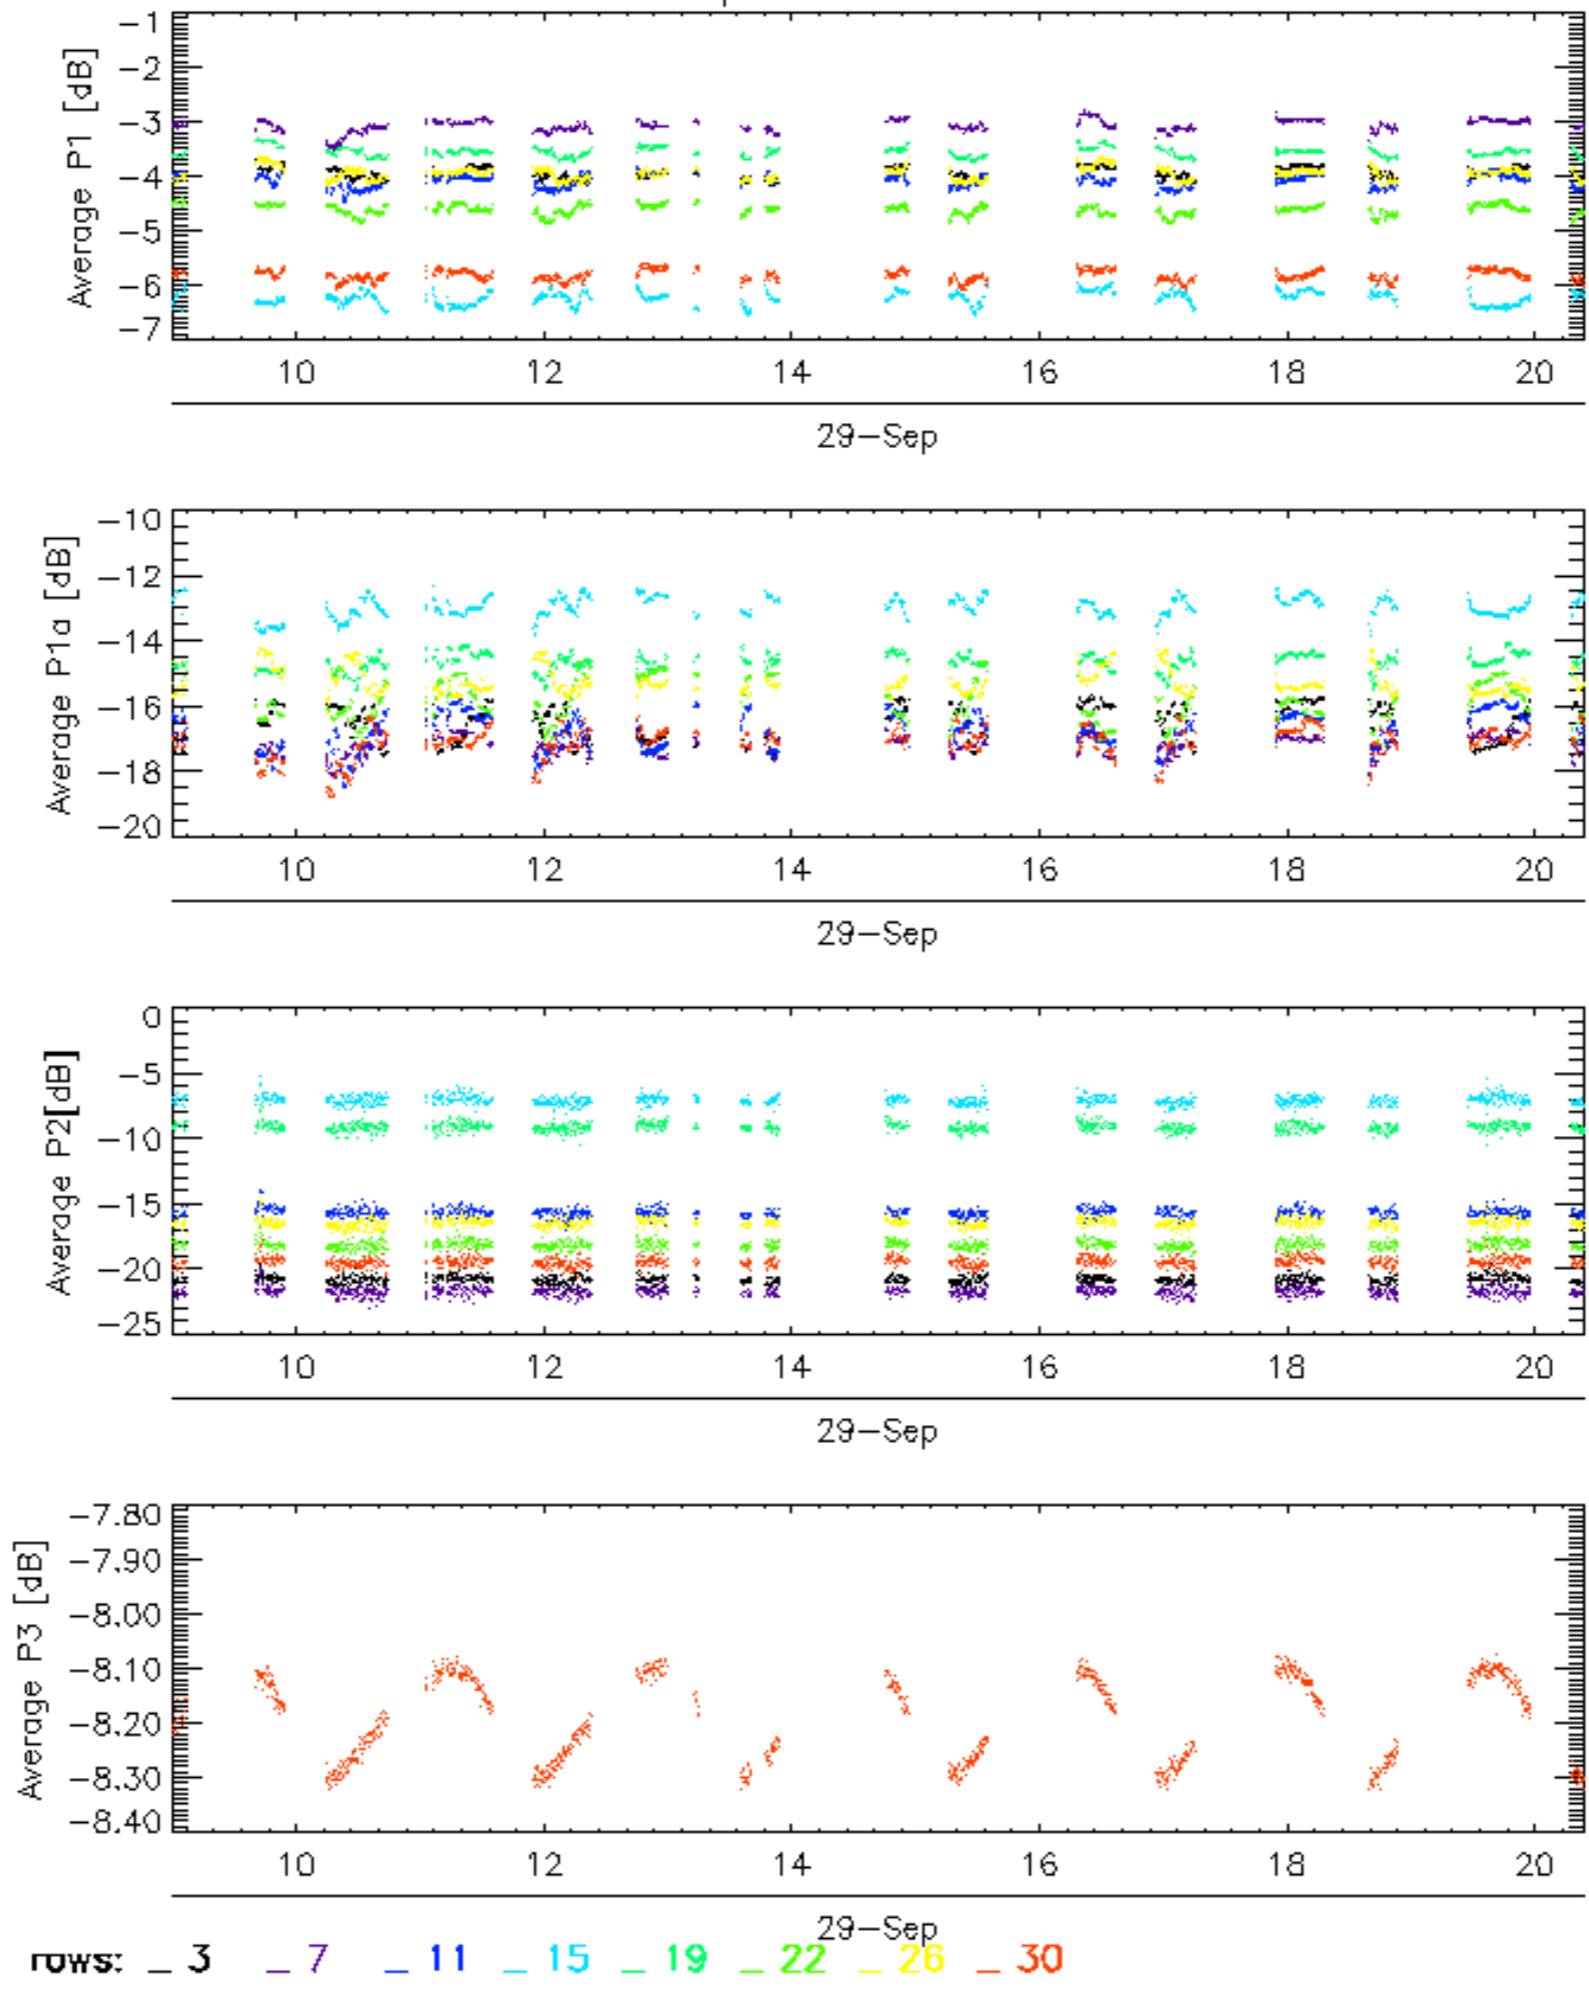 Average P1 [dB]
−1
−2
−3
−4
−5
−6
−7
10 12 14 16 18 20
29−Sep
Average P1a [dB]
−10
−12
−14
−16
−18
−20
10 12 14 16 18 20
29−Sep
Average P2[dB]
0
−5
−10
−15
−20
−25
10 12 14 16 18 20
29−Sep
Average P3 [dB]
−7.80
−7.90
−8.00
−8.10
−8.20
−8.30
−8.40
10 12 14 16 18 20
29−Sep
rows: _ 3 _ 7 _ 11 _ 15 _ 19 _ 22 _ 26 _ 30